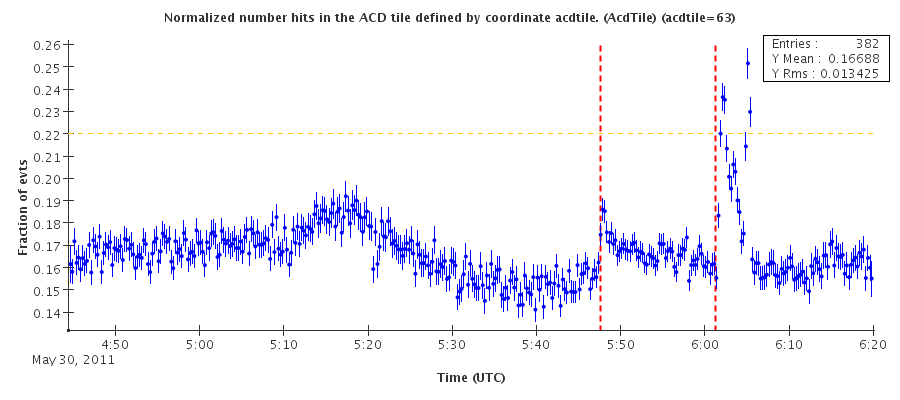 Normalized number hits in the ACD tile defined by coordinate acdtile. (AcdTile) (acdtile=63)
Entries : 382
Y Mean : 0.16688
Y Rms : 0.013425
Fraction of evts
0.26
0.25
0.24
0.23
0.22
0.21
0.20
0.19
0.18
0.17
0.16
0.15
0.14
4:50 5:00 5:10 5:20 5:30 5:40 5:50 6:00 6:10 6:20
May 30, 2011
Time (UTC)